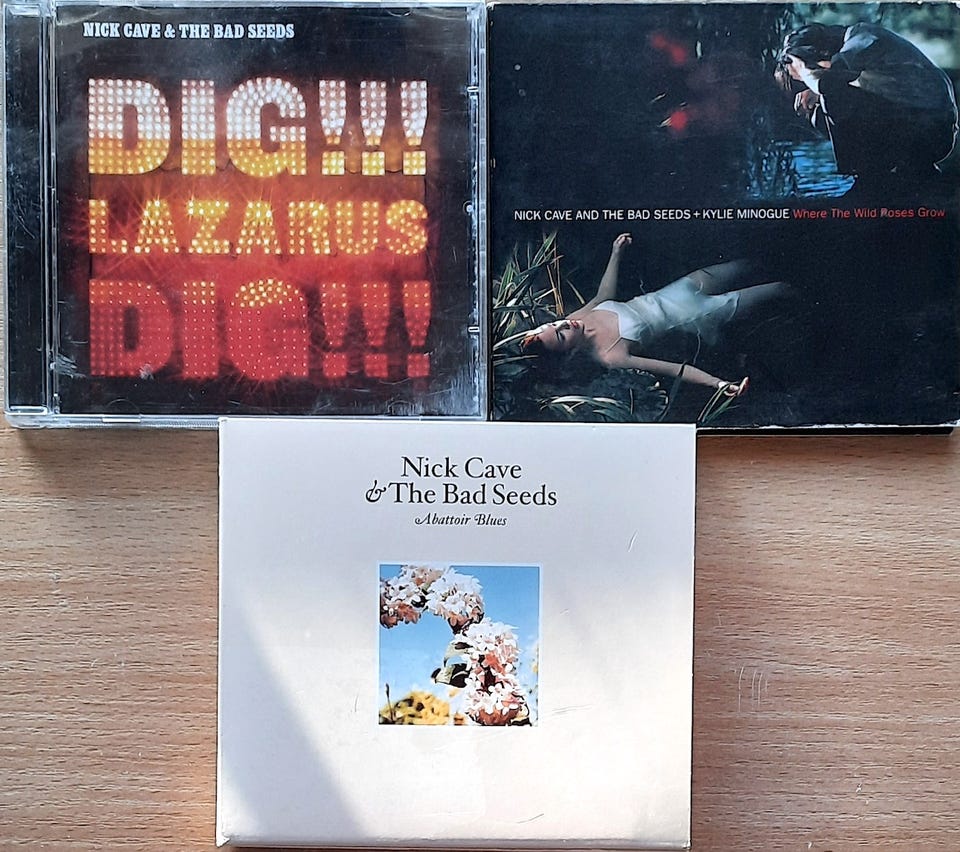 NICK CAVE & THE BAD SEEDS
DIG!!!
LAZARUS
DIG!!!
NICK CAVE AND THE BAD SEEDS + KYLIE MINOGUE Where The Wild Roses Grow
Nick Cave
& The Bad Seeds
Abattoir Blues